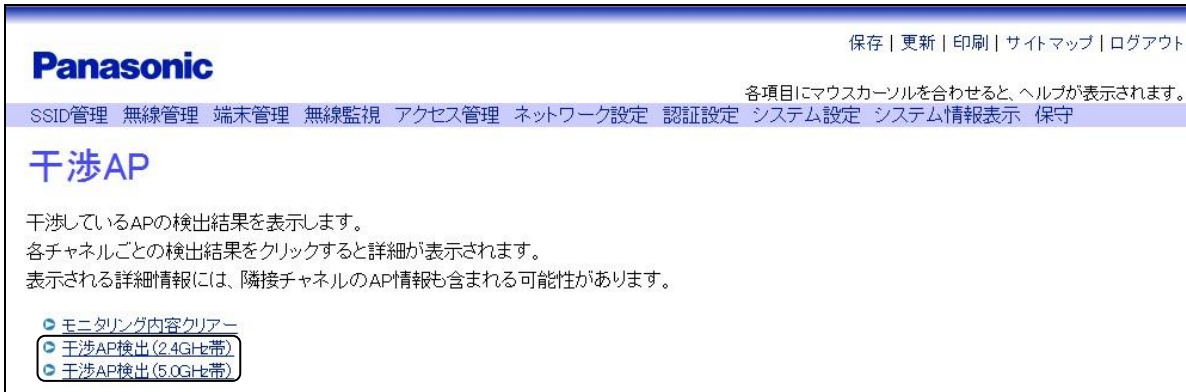 保存 | 更新 | 印刷 | サイトマップ | ログアウト
Panasonic
各項目にマウスカーソルを合わせると、ヘルプが表示されます。
SSID管理 無線管理 端末管理 無線監視 アクセス管理 ネットワーク設定 認証設定 システム設定 システム情報表示 保守
干渉AP
干渉しているAPの検出結果を表示します。
各チャネルごとの検出結果をクリックすると詳細が表示されます。
表示される詳細情報には、隣接チャネルのAP情報も含まれる可能性があります。
モニタリング内容クリアー
干渉AP検出(2.4GHz帯)
干渉AP検出(5.0GHz帯)